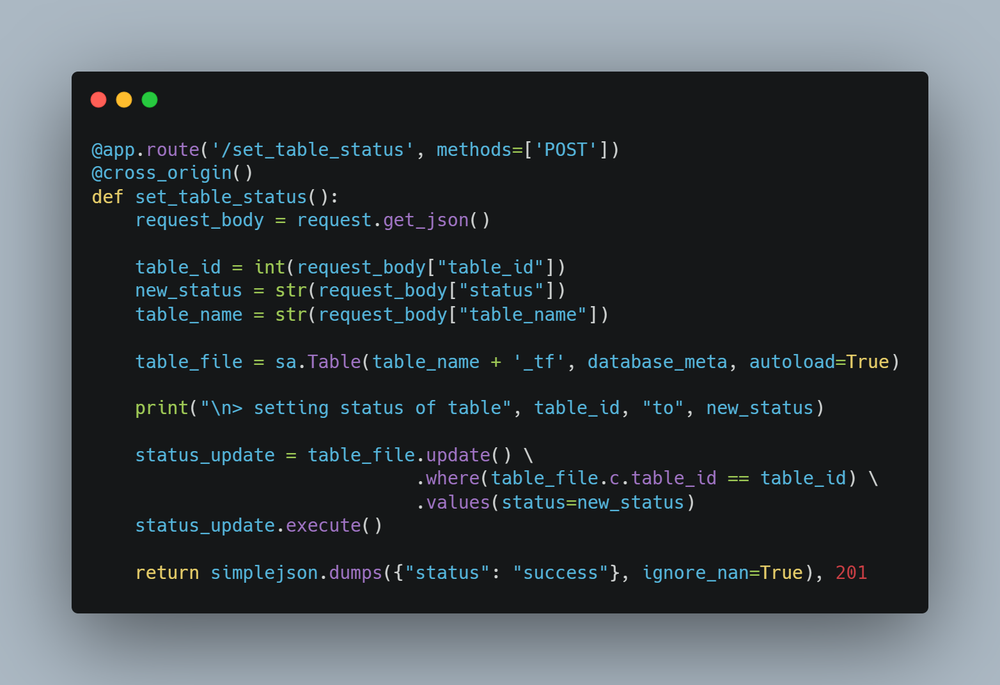 @app.route('/set_table_status', methods=['POST'])
@cross_origin()
def set_table_status():
    request_body = request.get_json()

    table_id = int(request_body["table_id"])
    new_status = str(request_body["status"])
    table_name = str(request_body["table_name"])

    table_file = sa.Table(table_name + '_tf', database_meta, autoload=True)

    print("\n> setting status of table", table_id, "to", new_status)

    status_update = table_file.update() \
                              .where(table_file.c.table_id == table_id) \
                              .values(status=new_status)
    status_update.execute()

    return simplejson.dumps({"status": "success"}, ignore_nan=True), 201